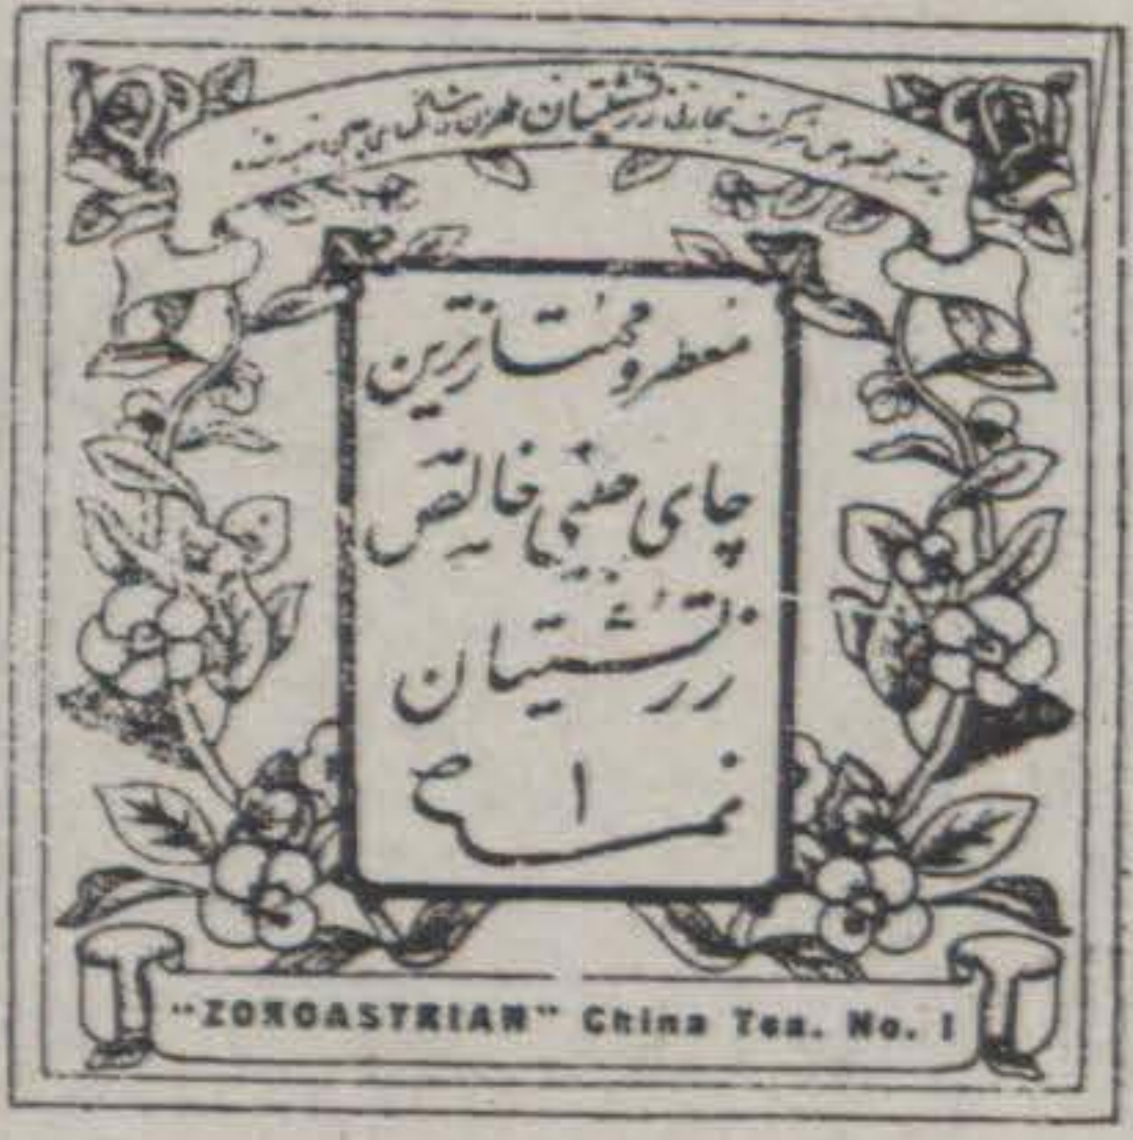 شرکت تجارتی زرتشتیان طهران
معطر و ممتازترین
چای چینی خالص
زرتشتیان
نمره ۱
"ZOROASTRIAN" China Tea. No. 1